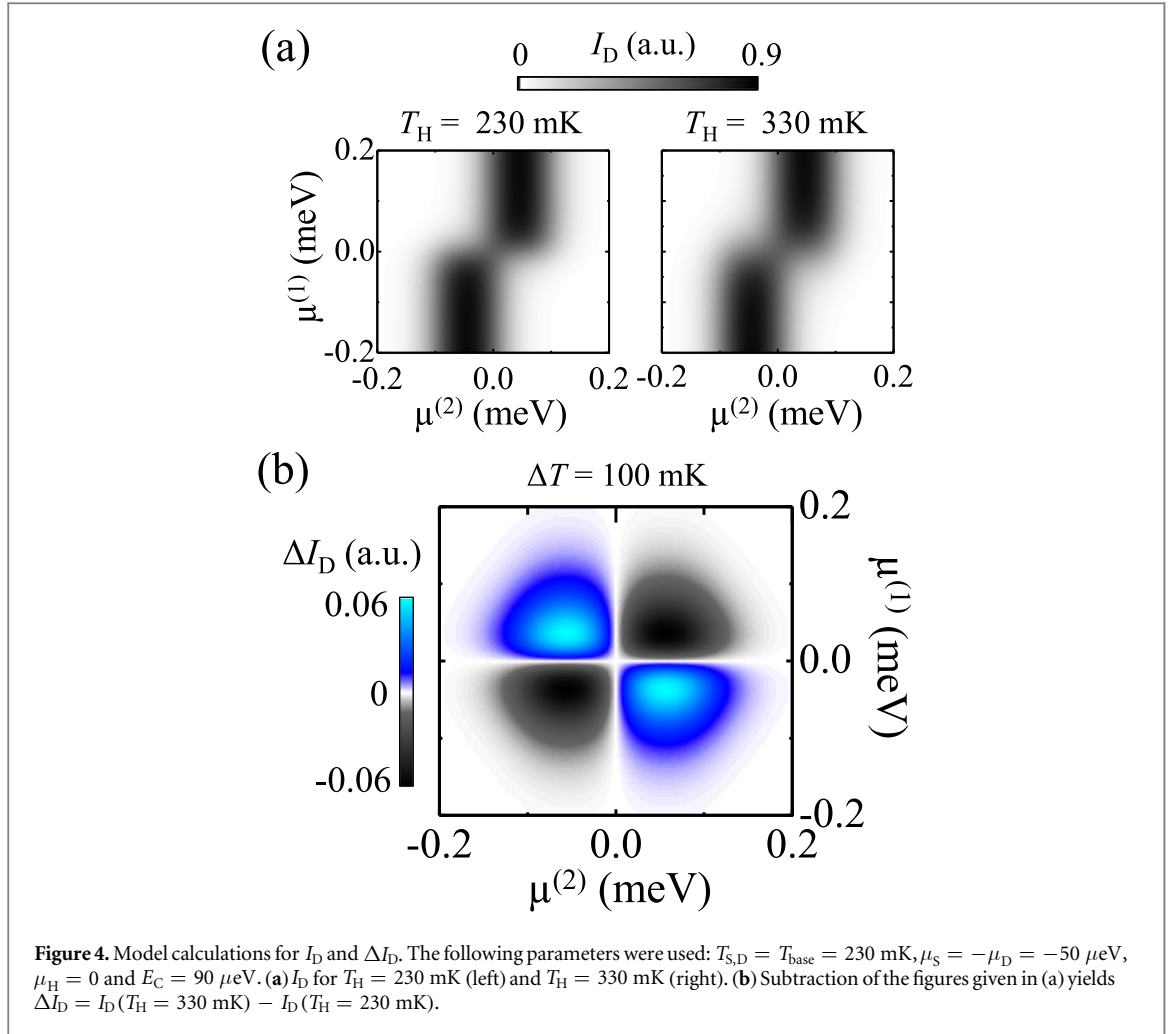 (a)
I_D (a.u.)
0 0.9
T_H = 230 mK T_H = 330 mK
0.2
0.0
-0.2
μ^(1) (meV)
-0.2 0.0 0.2 -0.2 0.0 0.2
μ^(2) (meV) μ^(2) (meV)
(b)
ΔT = 100 mK
ΔI_D (a.u.)
0.06
0
-0.06
0.2
0.0
-0.2
μ^(1) (meV)
-0.2 0.0 0.2
μ^(2) (meV)
Figure 4. Model calculations for I_D and ΔI_D. The following parameters were used: T_S,D = T_base = 230 mK, μ_S = −μ_D = −50 μeV,
μ_H = 0 and E_C = 90 μeV. (a) I_D for T_H = 230 mK (left) and T_H = 330 mK (right). (b) Subtraction of the figures given in (a) yields
ΔI_D = I_D (T_H = 330 mK) − I_D (T_H = 230 mK).